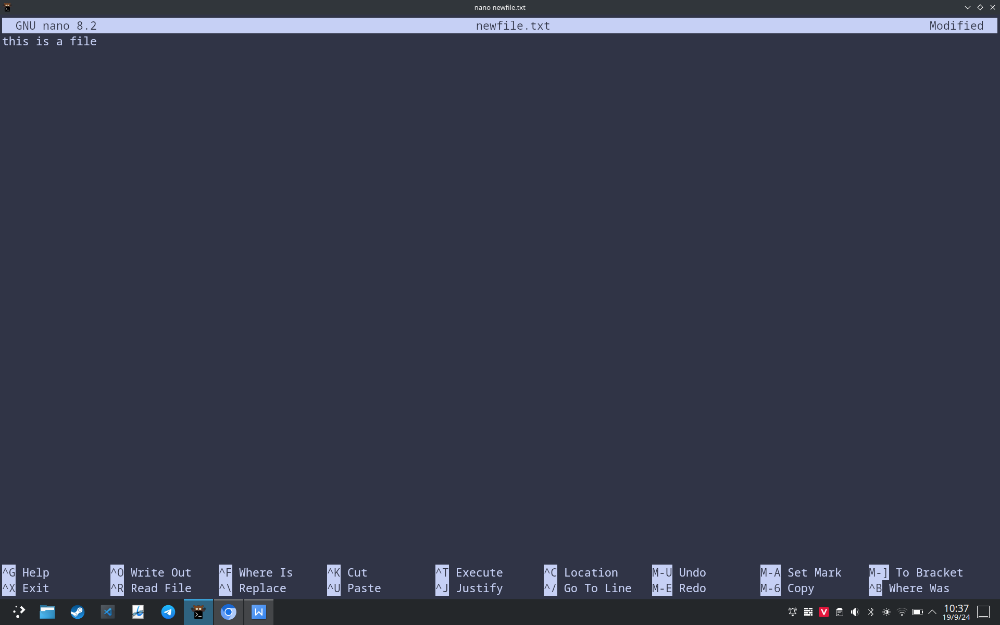 nano newfile.txt
GNU nano 8.2 newfile.txt Modified
this is a file
^G Help ^O Write Out ^F Where Is ^K Cut ^T Execute ^C Location M-U Undo M-A Set Mark M-] To Bracket
^X Exit ^R Read File ^\ Replace ^U Paste ^J Justify ^/ Go To Line M-E Redo M-6 Copy ^B Where Was
10:37
19/9/24